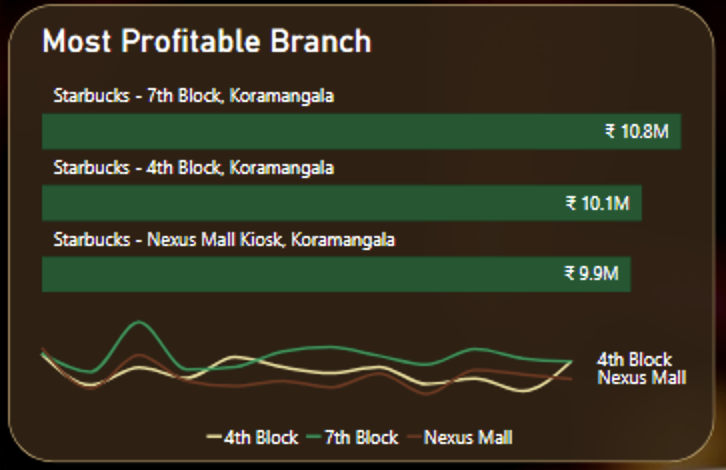 Most Profitable Branch
Starbucks - 7th Block, Koramangala
₹ 10.8M
Starbucks - 4th Block, Koramangala
₹ 10.1M
Starbucks - Nexus Mall Kiosk, Koramangala
₹ 9.9M
4th Block
Nexus Mall
4th Block 7th Block Nexus Mall